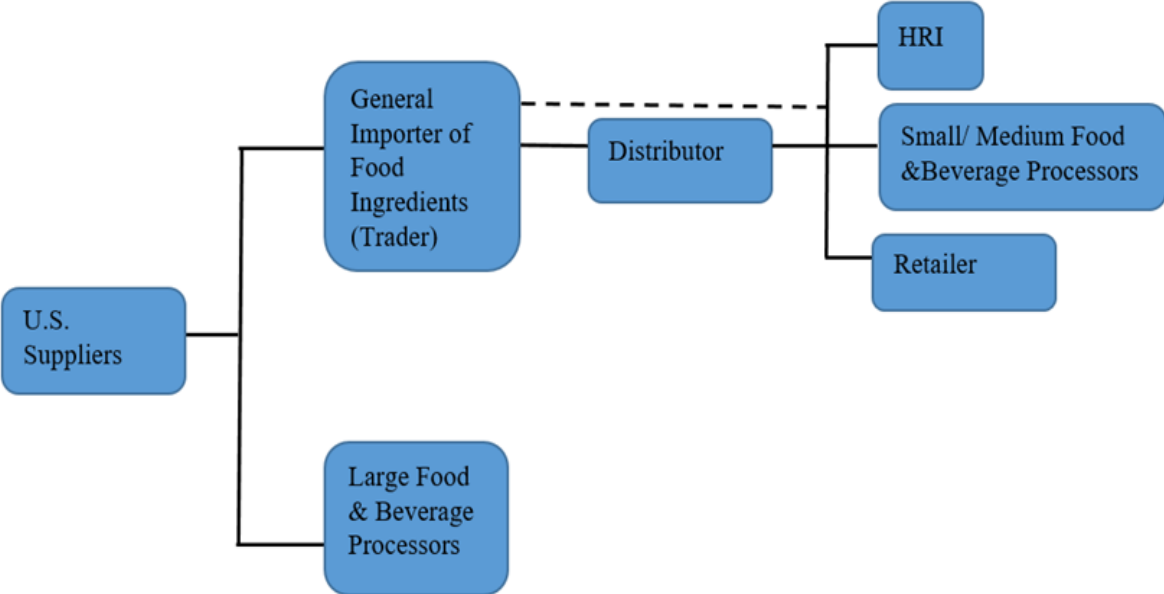 HRI
General
Importer of
Food
Ingredients
(Trader)
Distributor
Small/ Medium Food
&Beverage Processors
Retailer
U.S.
Suppliers
Large Food
& Beverage
Processors